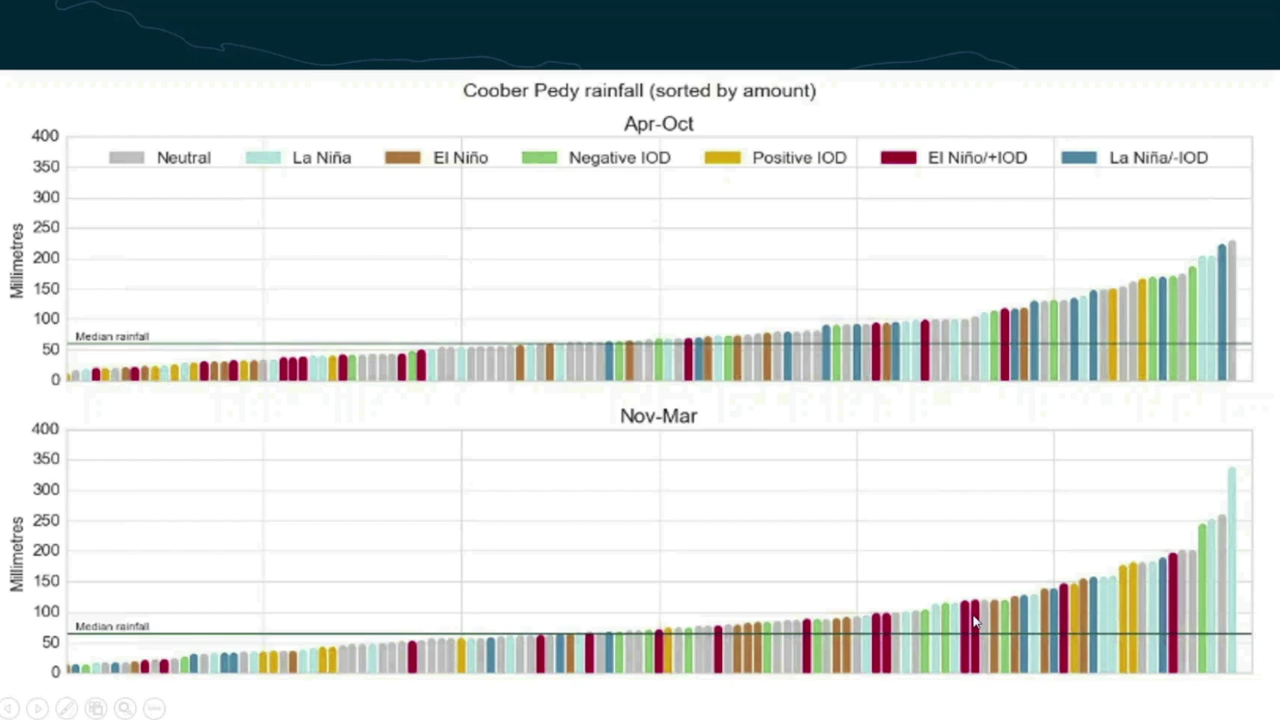 Coober Pedy rainfall (sorted by amount)
Apr-Oct
400
350
300
250
200
150
100
50
0
Millimetres
Neutral La Niña El Niño Negative IOD Positive IOD El Niño/+IOD La Niña/-IOD
Median rainfall
Nov-Mar
400
350
300
250
200
150
100
50
0
Millimetres
Median rainfall